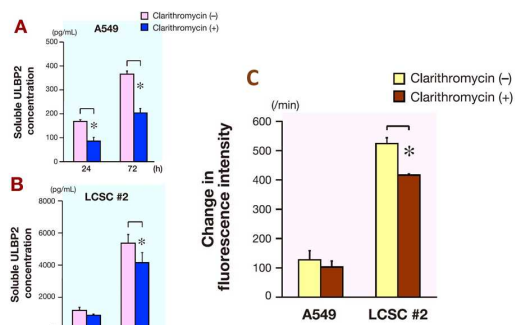 A
(pg/mL)
A549
Clarithromycin (–)
Clarithromycin (+)
Soluble ULBP2
concentration
500
400
300
200
100
0
*
*
24
72
(h)
B
(pg/mL)
LCSC #2
Soluble ULBP2
concentration
8000
6000
4000
2000
*
C
Clarithromycin (–)
Clarithromycin (+)
(/min)
Change in
fluorescence intensity
600
500
400
300
200
100
0
*
A549
LCSC #2